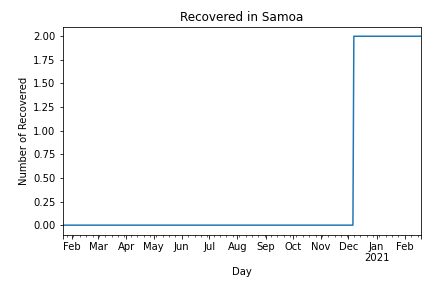 Recovered in Samoa
Number of Recovered
2.00
1.75
1.50
1.25
1.00
0.75
0.50
0.25
0.00
Feb Mar Apr May Jun Jul Aug Sep Oct Nov Dec Jan Feb
2021
Day